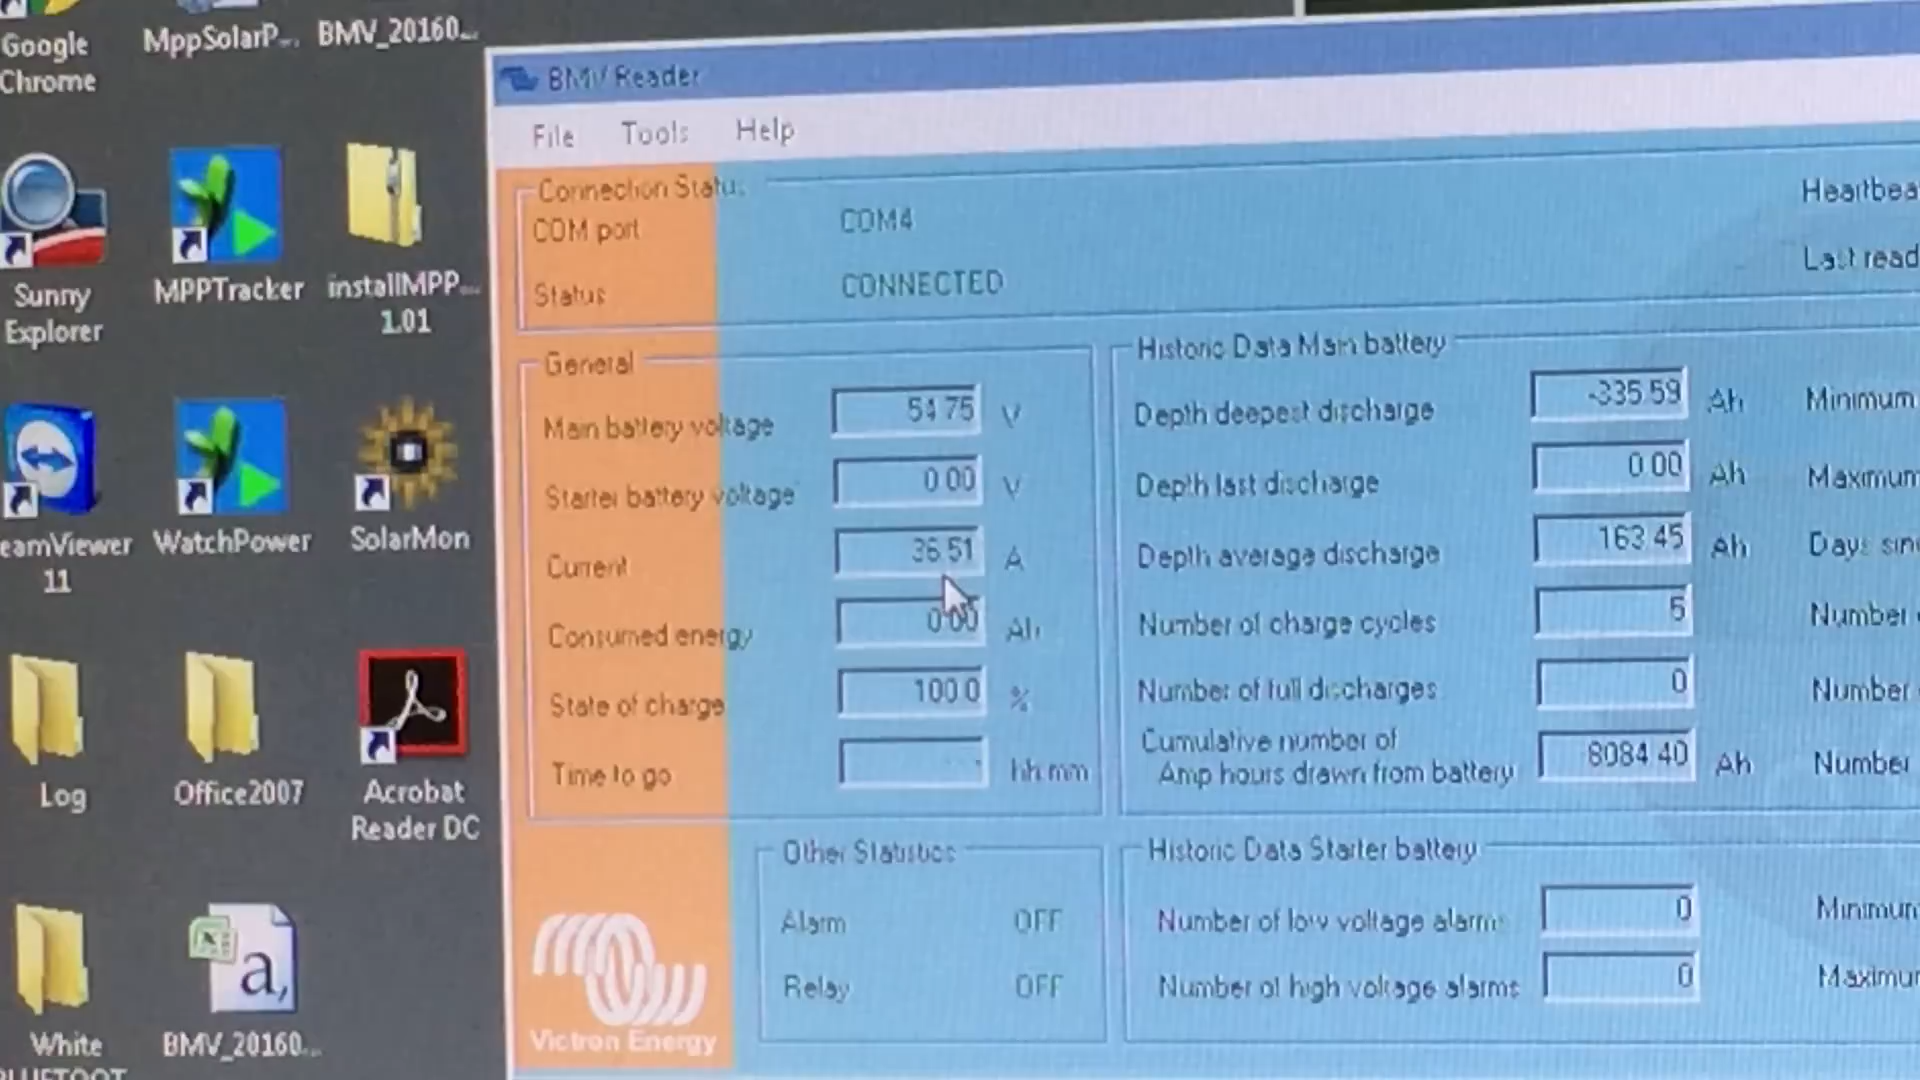 Google
Chrome
MppSolarP...
BMV_20160...
Sunny
Explorer
MPPTracker
installMPP...
1.01
eamViewer
11
WatchPower
SolarMon
Log
Office2007
Acrobat
Reader DC
White
BMV_20160...
BMV Reader
File Tools Help
Connection Statu
COM port COM4
Status CONNECTED
Heartbea
Last read
General
Main battery voltage 54.75 V
Starter battery voltage 0.00 V
Current 36.51 A
Consumed energy 0.00 Ah
State of charge 100.0 %
Time to go hh:mm
Historic Data Main battery
Depth deepest discharge -335.59 Ah Minimum
Depth last discharge 0.00 Ah Maximum
Depth average discharge 163.45 Ah Days sin
Number of charge cycles 5 Number
Number of full discharges 0 Number
Cumulative number of
Amp hours drawn from battery 8084.40 Ah Number
Other Statistics
Alarm OFF
Relay OFF
Historic Data Starter battery
Number of low voltage alarms 0 Minimum
Number of high voltage alarms 0 Maximu
Victron Energy